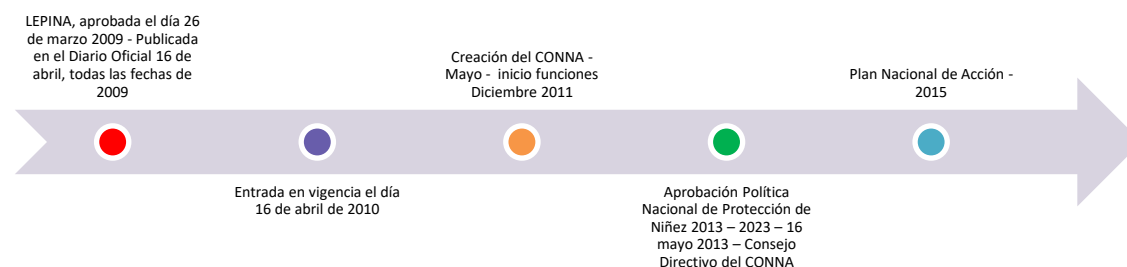 LEPINA, aprobada el día 26
de marzo 2009 - Publicada
en el Diario Oficial 16 de
abril, todas las fechas de
2009
Entrada en vigencia el día
16 de abril de 2010
Creación del CONNA -
Mayo -  inicio funciones
Diciembre 2011
Aprobación Política
Nacional de Protección de
Niñez 2013 – 2023 – 16
mayo 2013 – Consejo
Directivo del CONNA
Plan Nacional de Acción -
2015